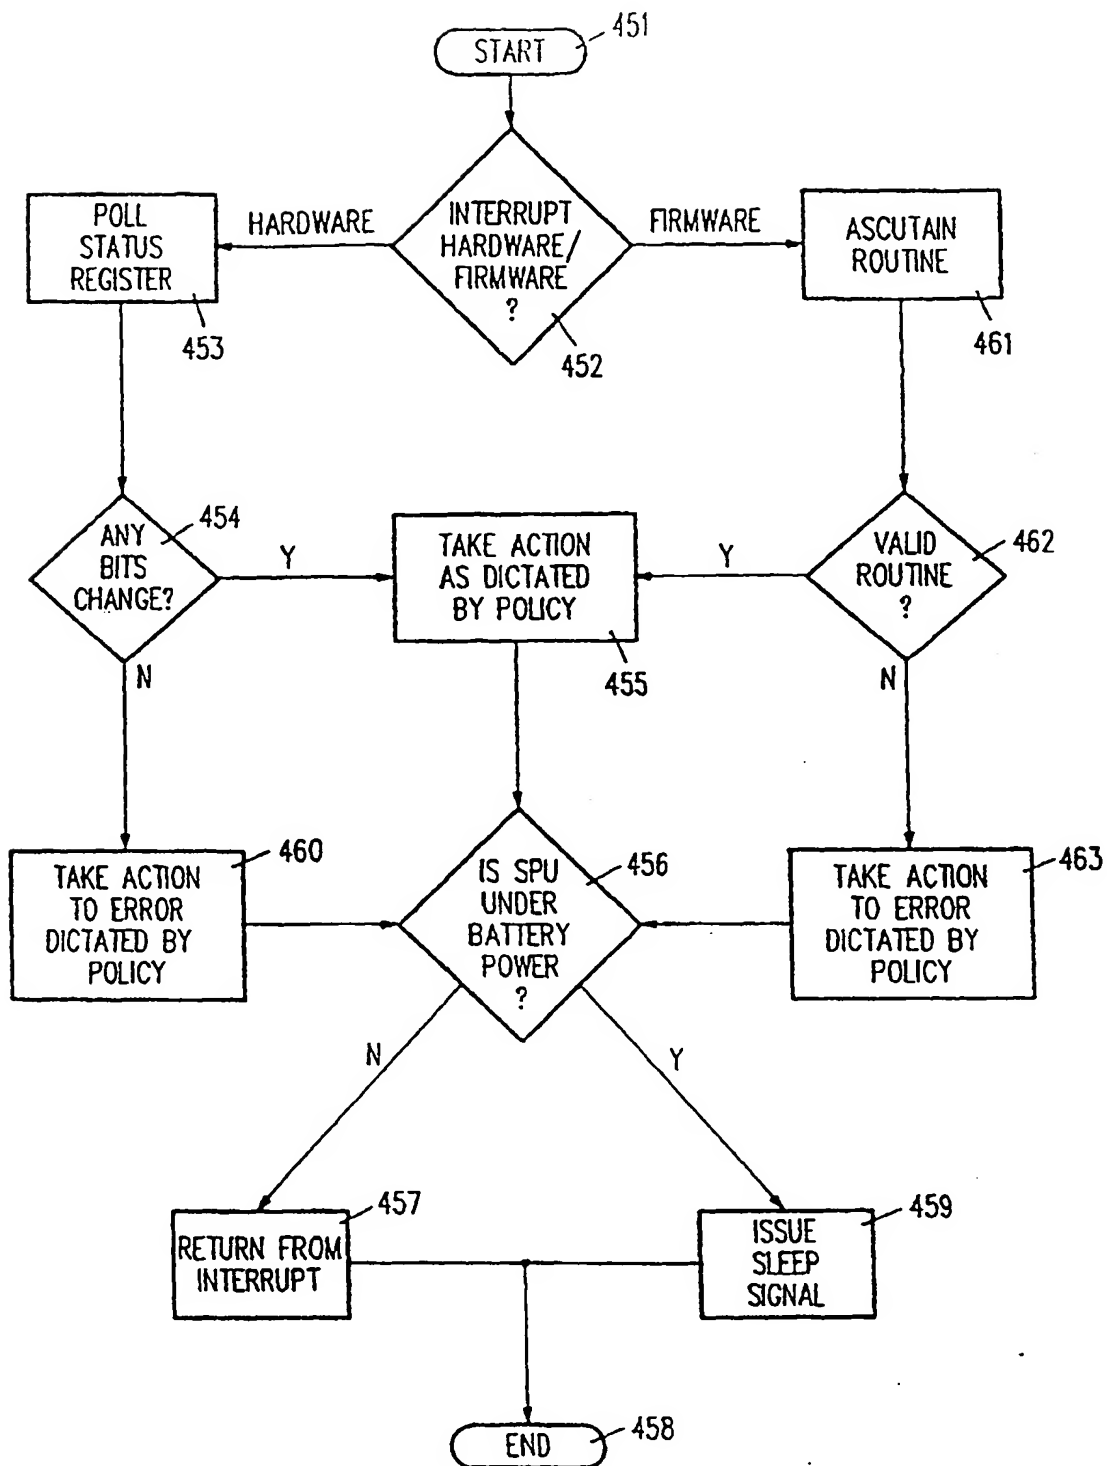 START
451
INTERRUPT
HARDWARE/
FIRMWARE
?
452
HARDWARE
FIRMWARE
POLL
STATUS
REGISTER
453
ASCUTAIN
ROUTINE
461
ANY
BITS
CHANGE?
454
Y
N
TAKE ACTION
AS DICTATED
BY POLICY
455
VALID
ROUTINE
?
462
Y
N
TAKE ACTION
TO ERROR
DICTATED BY
POLICY
460
IS SPU
UNDER
BATTERY
POWER
?
456
TAKE ACTION
TO ERROR
DICTATED BY
POLICY
463
N
Y
RETURN FROM
INTERRUPT
457
ISSUE
SLEEP
SIGNAL
459
END
458